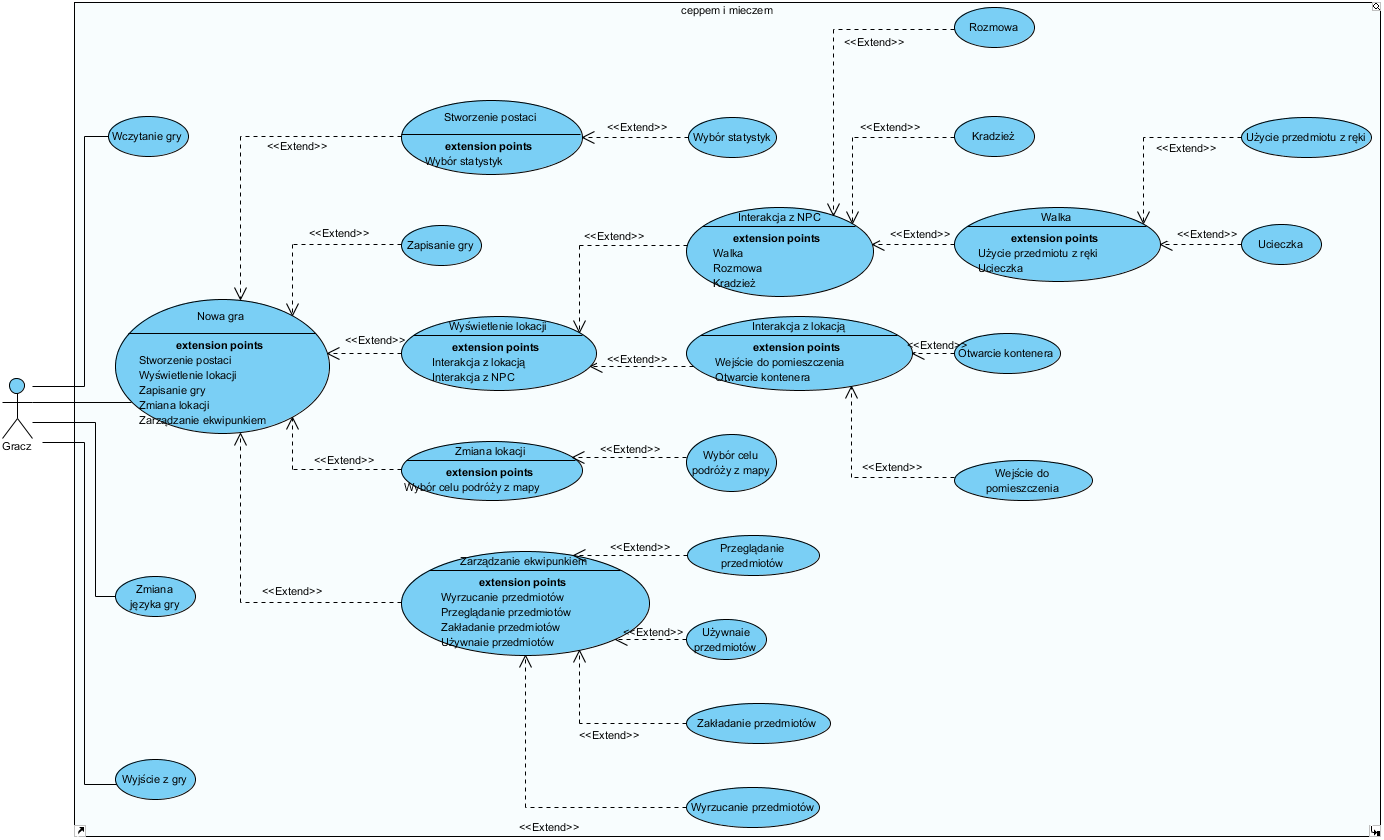 ceppem i mieczem
Rozmowa
<<Extend>>
Wczytanie gry
Stworzenie postaci
extension points
Wybór statystyk
<<Extend>>
Wybór statystyk
<<Extend>>
Kradzież
<<Extend>>
Użycie przedmiotu z ręki
<<Extend>>
<<Extend>>
Zapisanie gry
<<Extend>>
<<Extend>>
Interakcja z NPC
extension points
Walka
Rozmowa
Kradzież
<<Extend>>
Walka
extension points
Użycie przedmiotu z ręki
Ucieczka
<<Extend>>
Ucieczka
Nowa gra
extension points
Stworzenie postaci
Wyświetlenie lokacji
Zapisanie gry
Zmiana lokacji
Zarządzanie ekwipunkiem
<<Extend>>
Wyświetlenie lokacji
extension points
Interakcja z lokacją
Interakcja z NPC
<<Extend>>
Interakcja z lokacją
extension points
Wejście do pomieszczenia
Otwarcie kontenera
<<Extend>>
Otwarcie kontenera
Gracz
<<Extend>>
Zmiana lokacji
extension points
Wybór celu podróży z mapy
<<Extend>>
Wybór celu
podróży z mapy
<<Extend>>
Wejście do
pomieszczenia
Zmiana
języka gry
<<Extend>>
Zarządzanie ekwipunkiem
extension points
Wyrzucanie przedmiotów
Przeglądanie przedmiotów
Zakładanie przedmiotów
Używnaie przedmiotów
<<Extend>>
Przeglądanie
przedmiotów
<<Extend>>
Używnaie
przedmiotów
Zakładanie przedmiotów
<<Extend>>
Wyjście z gry
Wyrzucanie przedmiotów
<<Extend>>